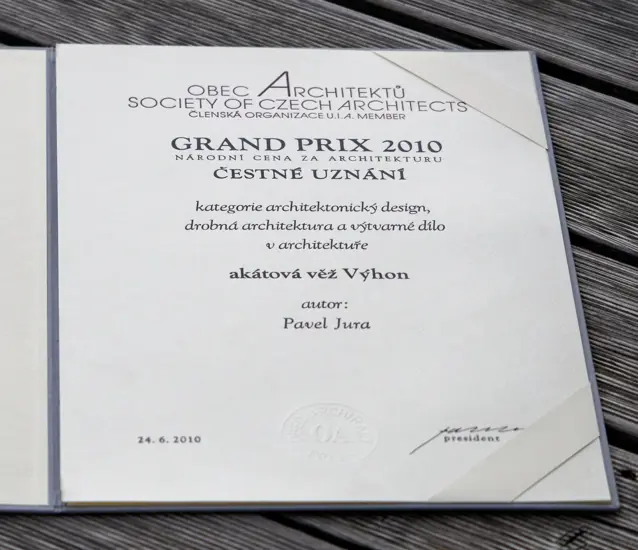 OBEC ARCHITEKTŮ
SOCIETY OF CZECH ARCHITECTS
ČLENSKÁ ORGANIZACE U.I.A. MEMBER
GRAND PRIX 2010
NÁRODNÍ CENA ZA ARCHITEKTURU
ČESTNÉ UZNÁNÍ
kategorie architektonický design,
drobná architektura a výtvarné dílo
v architektuře
akátová věž Výhon
autor:
Pavel Jura
OA
24. 6. 2010
president